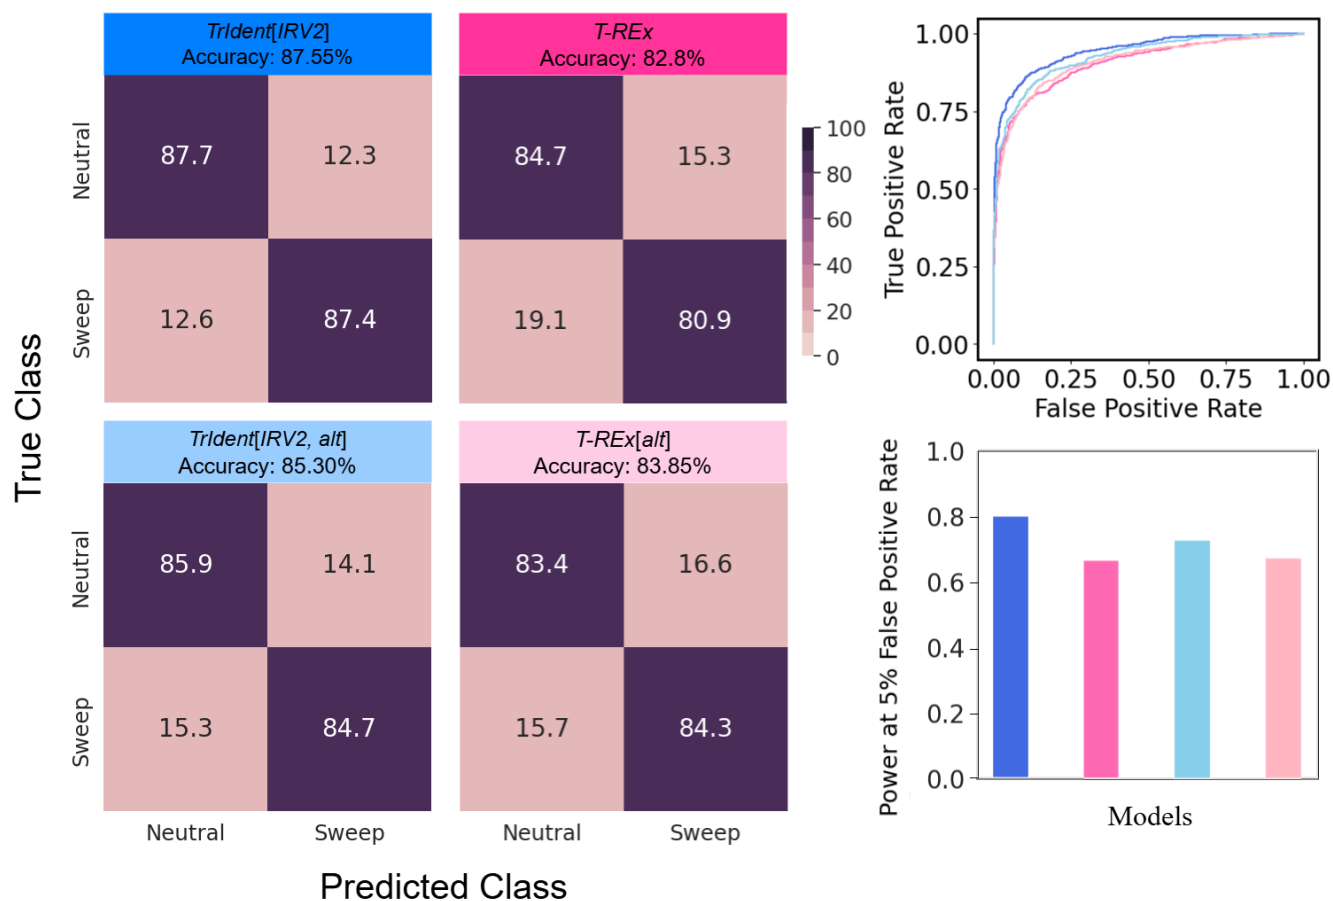 TrIdent[IRV2]
Accuracy: 87.55%
T-REx
Accuracy: 82.8%
Neutral
87.7
12.3
84.7
15.3
Sweep
12.6
87.4
19.1
80.9
100
80
60
40
20
0
True Class
TrIdent[IRV2, alt]
Accuracy: 85.30%
T-REx[alt]
Accuracy: 83.85%
Neutral
85.9
14.1
83.4
16.6
Sweep
15.3
84.7
15.7
84.3
Neutral
Sweep
Neutral
Sweep
Predicted Class
True Positive Rate
1.00
0.75
0.50
0.25
0.00
0.00 0.25 0.50 0.75 1.00
False Positive Rate
Power at 5% False Positive Rate
1.0
0.8
0.6
0.4
0.2
0.0
Models